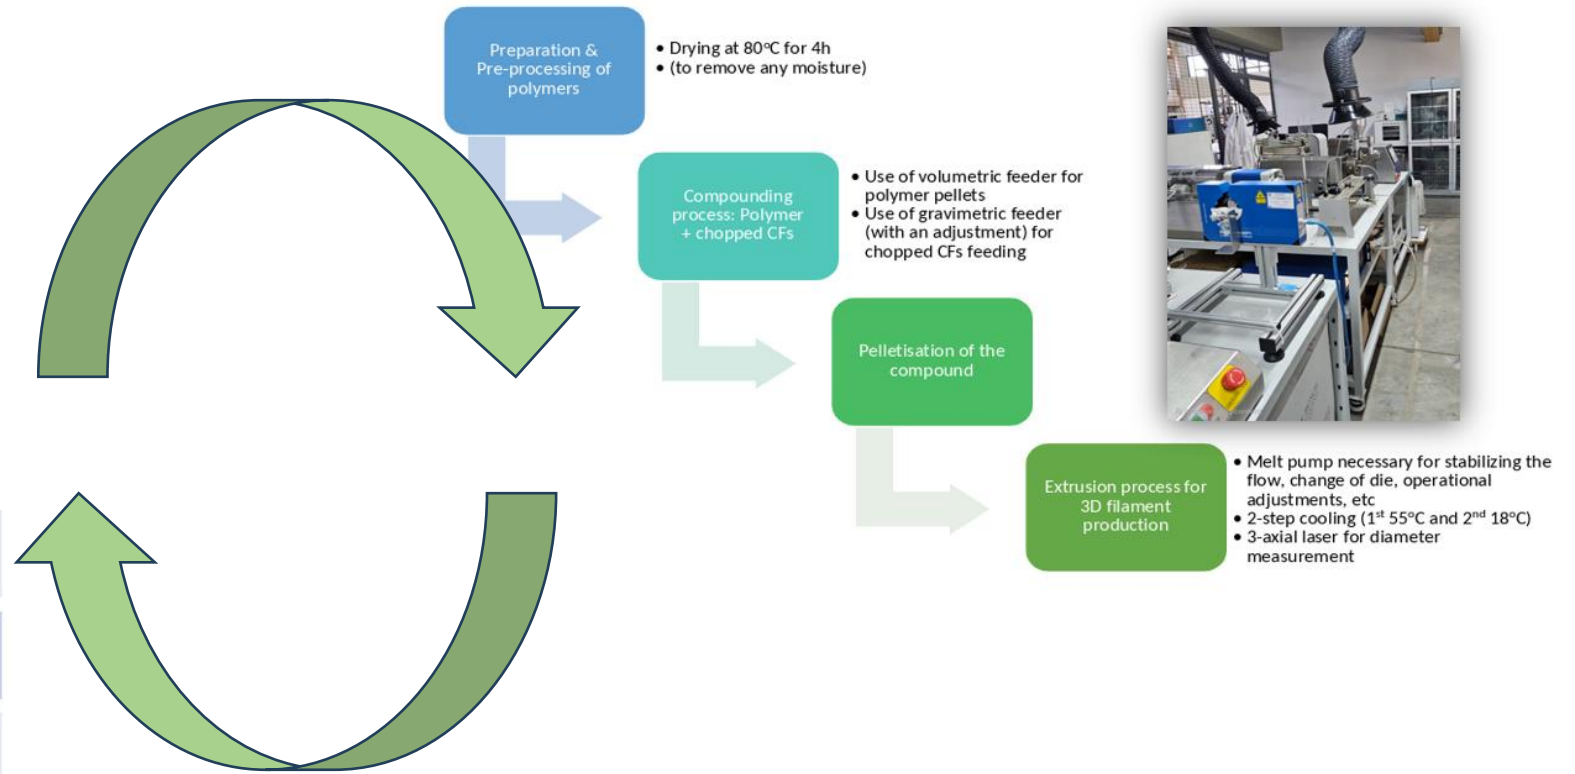 Preparation &
Pre-processing of
polymers
• Drying at 80°C for 4h
• (to remove any moisture)
Compounding
process: Polymer
+ chopped CFs
• Use of volumetric feeder for
polymer pellets
• Use of gravimetric feeder
(with an adjustment) for
chopped CFs feeding
Pelletisation of the
compound
Extrusion process for
3D filament
production
• Melt pump necessary for stabilizing the
flow, change of die, operational
adjustments, etc
• 2-step cooling (1st 55°C and 2nd 18°C)
• 3-axial laser for diameter
measurement